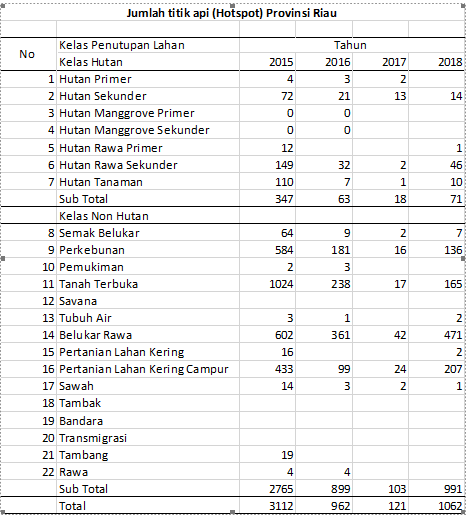 Jumlah titik api (Hotspot) Provinsi Riau
No Kelas Penutupan Lahan Tahun
Kelas Hutan 2015 2016 2017 2018
1 Hutan Primer 4 3 2
2 Hutan Sekunder 72 21 13 14
3 Hutan Manggrove Primer 0 0
4 Hutan Manggrove Sekunder 0 0
5 Hutan Rawa Primer 12 1
6 Hutan Rawa Sekunder 149 32 2 46
7 Hutan Tanaman 110 7 1 10
Sub Total 347 63 18 71
Kelas Non Hutan
8 Semak Belukar 64 9 2 7
9 Perkebunan 584 181 16 136
10 Pemukiman 2 3
11 Tanah Terbuka 1024 238 17 165
12 Savana
13 Tubuh Air 3 1 2
14 Belukar Rawa 602 361 42 471
15 Pertanian Lahan Kering 16 2
16 Pertanian Lahan Kering Campur 433 99 24 207
17 Sawah 14 3 2 1
18 Tambak
19 Bandara
20 Transmigrasi
21 Tambang 19
22 Rawa 4 4
Sub Total 2765 899 103 991
Total 3112 962 121 1062